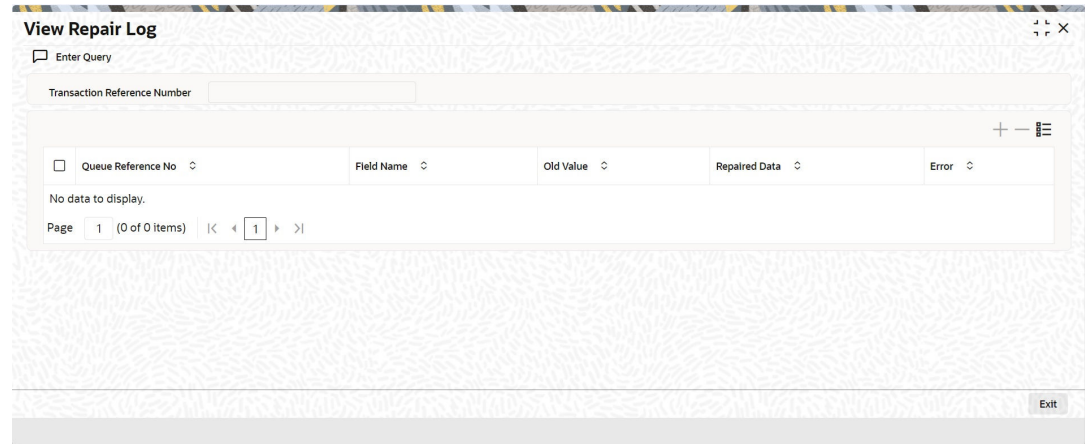 View Repair Log
Enter Query
Transaction Reference Number
Queue Reference No Field Name Old Value Repaired Data Error
No data to display.
Page 1 (0 of 0 items) 1
Exit